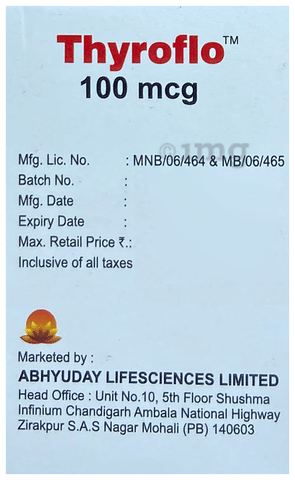 Thyroflo™
100 mcg
©1mg
Mfg. Lic. No. : MNB/06/464 & MB/06/465
Batch No. :
Mfg. Date :
Expiry Date :
Max. Retail Price ₹.:
Inclusive of all taxes
Marketed by :
ABHYUDAY LIFESCIENCES LIMITED
Head Office : Unit No.10, 5th Floor Shushma
Infinium Chandigarh Ambala National Highway
Zirakpur S.A.S Nagar Mohali (PB) 140603